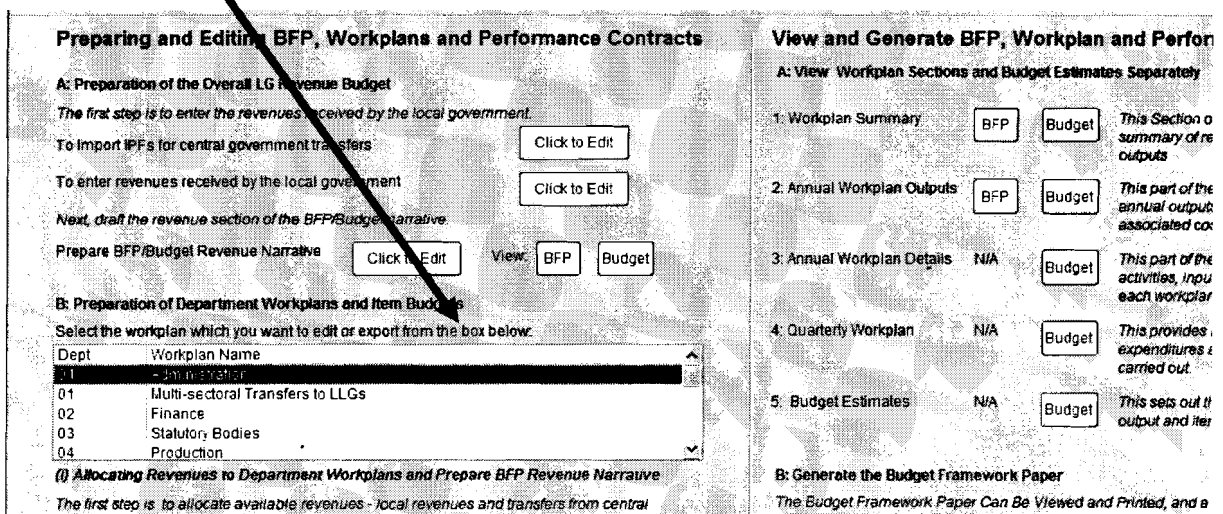 Preparing and Editing BFP, Workplans and Performance Contracts
A: Preparation of the Overall LG Revenue Budget
The first step is to enter the revenues received by the local government.
To Import IPFs for central government transfers
Click to Edit
To enter revenues received by the local government
Click to Edit
Next, draft the revenue section of the BFP/Budget narrative.
Prepare BFP/Budget Revenue Narrative
Click to Edit
View:
BFP
Budget
B: Preparation of Department Workplans and Item Budgets
Select the workplan which you want to edit or export from the box below:
Dept Workplan Name
01 Administration
01 Multi-sectoral Transfers to LLGs
02 Finance
03 Statutory Bodies
04 Production
(i) Allocating Revenues to Department Workplans and Prepare BFP Revenue Narrative
The first step is to allocate available revenues - local revenues and transfers from central
View and Generate BFP, Workplan and Perfor
A: View Workplan Sections and Budget Estimates Separately
1: Workplan Summary
BFP
Budget
This Section o
summary of re
outputs
2: Annual Workplan Outputs
BFP
Budget
This part of the
annual outputs
associated co
3: Annual Workplan Details
N/A
Budget
This part of the
activities, inpu
each workplan
4: Quarterly Workplan
N/A
Budget
This provides
expenditures a
carried out.
5: Budget Estimates
N/A
Budget
This sets out th
output and iter
B: Generate the Budget Framework Paper
The Budget Framework Paper Can Be Viewed and Printed, and a